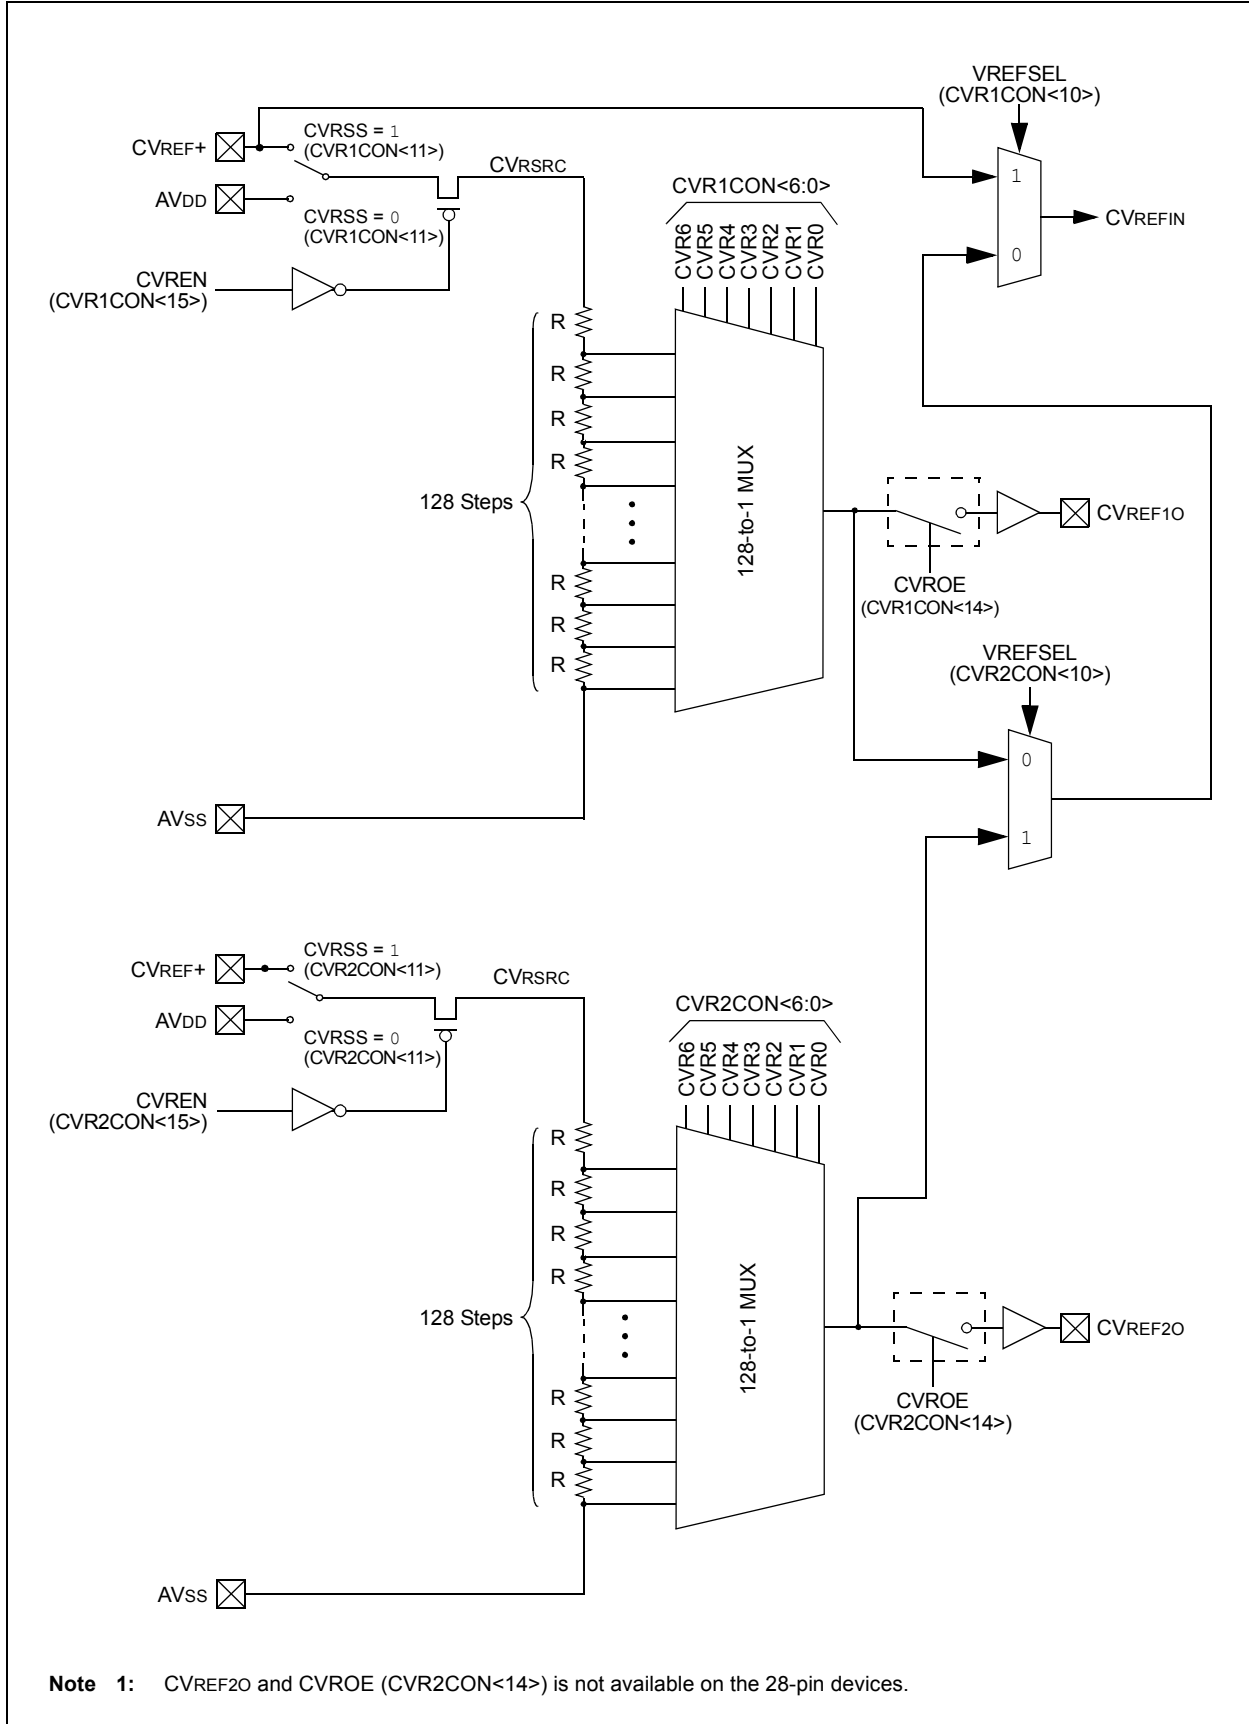 VREFSEL
(CVR1CON<10>)
CVREF+
CVRSS = 1
(CVR1CON<11>)
CVRSRC
AVDD
CVRSS = 0
(CVR1CON<11>)
CVREN
(CVR1CON<15>)
CVR1CON<6:0>
CVR6
CVR5
CVR4
CVR3
CVR2
CVR1
CVR0
1
0
CVREFIN
R
R
R
R
128 Steps
R
R
R
128-to-1 MUX
CVREF1O
CVROE
(CVR1CON<14>)
VREFSEL
(CVR2CON<10>)
0
1
AVSS
CVREF+
CVRSS = 1
(CVR2CON<11>)
CVRSRC
AVDD
CVRSS = 0
(CVR2CON<11>)
CVREN
(CVR2CON<15>)
CVR2CON<6:0>
CVR6
CVR5
CVR4
CVR3
CVR2
CVR1
CVR0
R
R
R
R
128 Steps
R
R
R
128-to-1 MUX
CVREF2O
CVROE
(CVR2CON<14>)
AVSS
Note 1: CVREF2O and CVROE (CVR2CON<14>) is not available on the 28-pin devices.